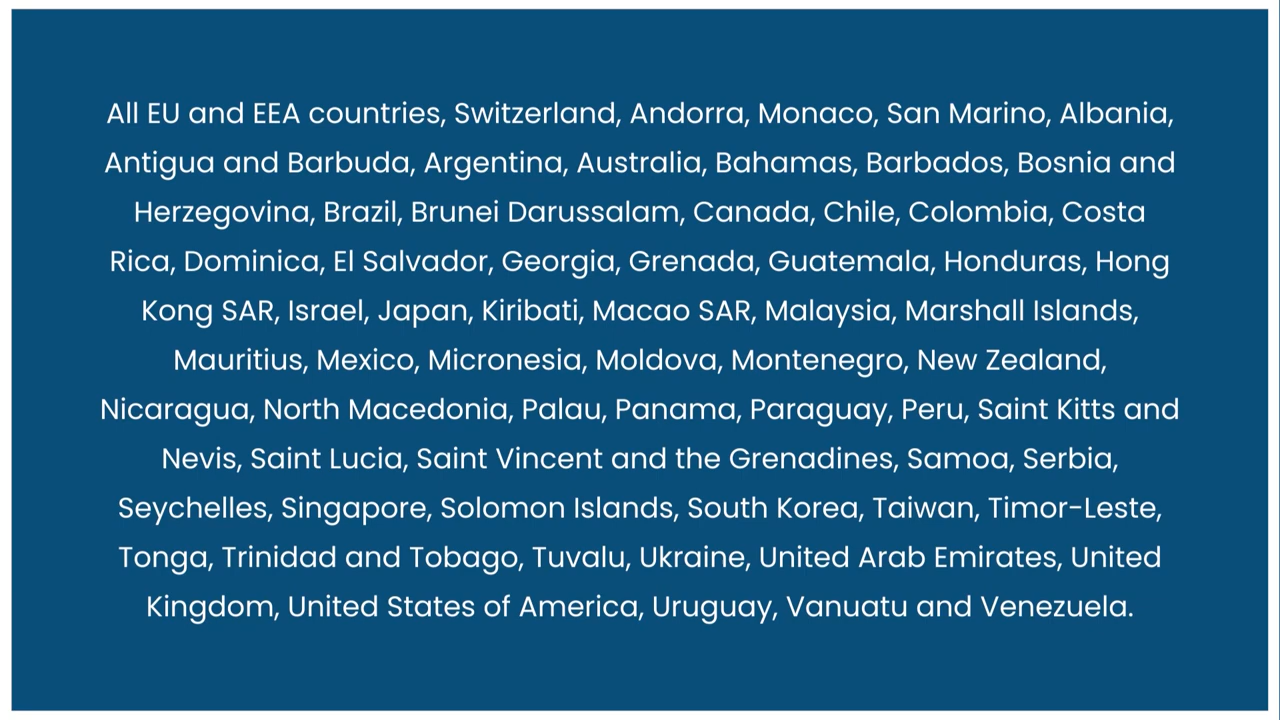 All EU and EEA countries, Switzerland, Andorra, Monaco, San Marino, Albania,
Antigua and Barbuda, Argentina, Australia, Bahamas, Barbados, Bosnia and
Herzegovina, Brazil, Brunei Darussalam, Canada, Chile, Colombia, Costa
Rica, Dominica, El Salvador, Georgia, Grenada, Guatemala, Honduras, Hong
Kong SAR, Israel, Japan, Kiribati, Macao SAR, Malaysia, Marshall Islands,
Mauritius, Mexico, Micronesia, Moldova, Montenegro, New Zealand,
Nicaragua, North Macedonia, Palau, Panama, Paraguay, Peru, Saint Kitts and
Nevis, Saint Lucia, Saint Vincent and the Grenadines, Samoa, Serbia,
Seychelles, Singapore, Solomon Islands, South Korea, Taiwan, Timor-Leste,
Tonga, Trinidad and Tobago, Tuvalu, Ukraine, United Arab Emirates, United
Kingdom, United States of America, Uruguay, Vanuatu and Venezuela.